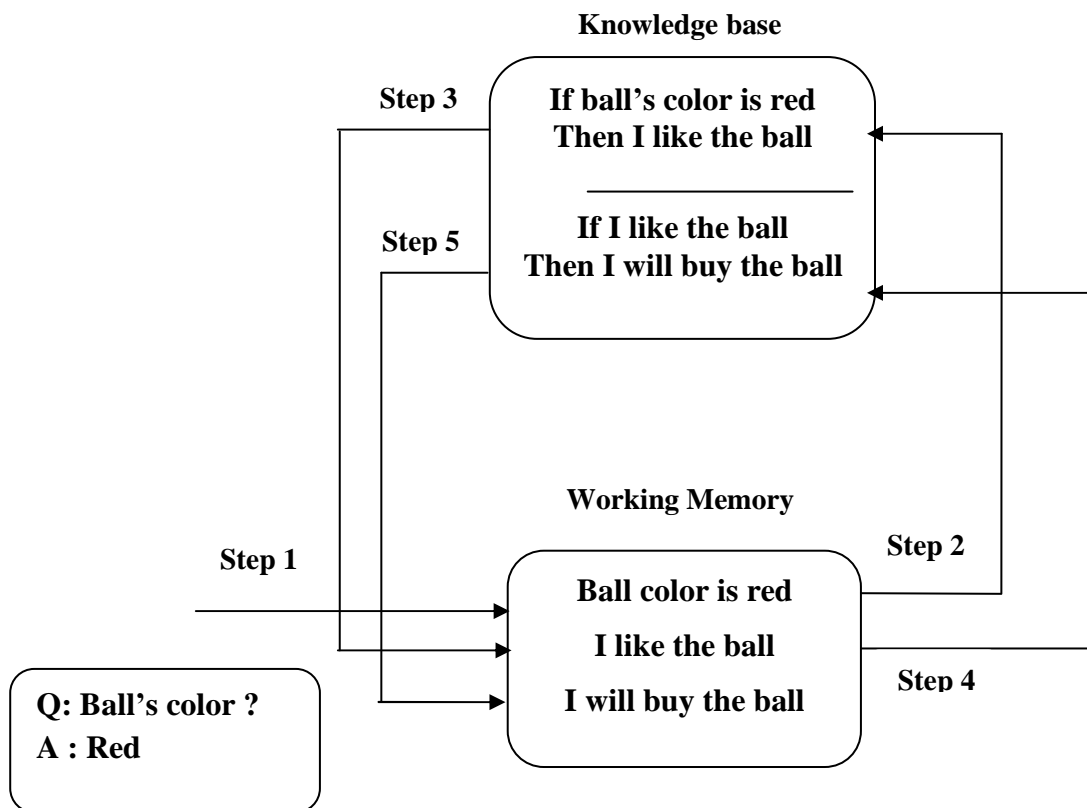 Knowledge base
Step 3
If ball’s color is red
Then I like the ball
Step 5
If I like the ball
Then I will buy the ball
Working Memory
Step 1
Step 2
Ball color is red
I like the ball
I will buy the ball
Step 4
Q: Ball’s color ?
A : Red